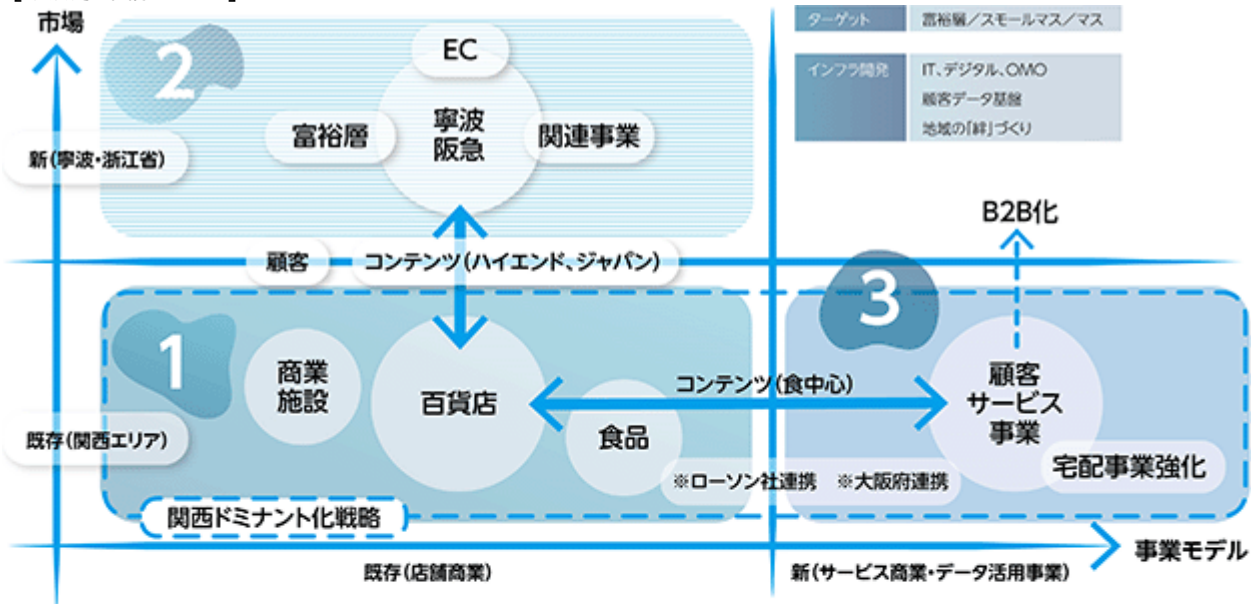 市場
ターゲット
富裕層／スモールマス／マス
インフラ開発
IT、デジタル、OMO
顧客データ基盤
地域の「絆」づくり
2
EC
寧波
阪急
富裕層
関連事業
新(寧波・浙江省)
B2B化
顧客
コンテンツ(ハイエンド、ジャパン)
3
1
商業
施設
百貨店
コンテンツ(食中心)
顧客
サービス
事業
既存(関西エリア)
食品
宅配事業強化
※ローソン社連携 ※大阪府連携
関西ドミナント化戦略
事業モデル
既存(店舗商業)
新(サービス商業・データ活用事業)